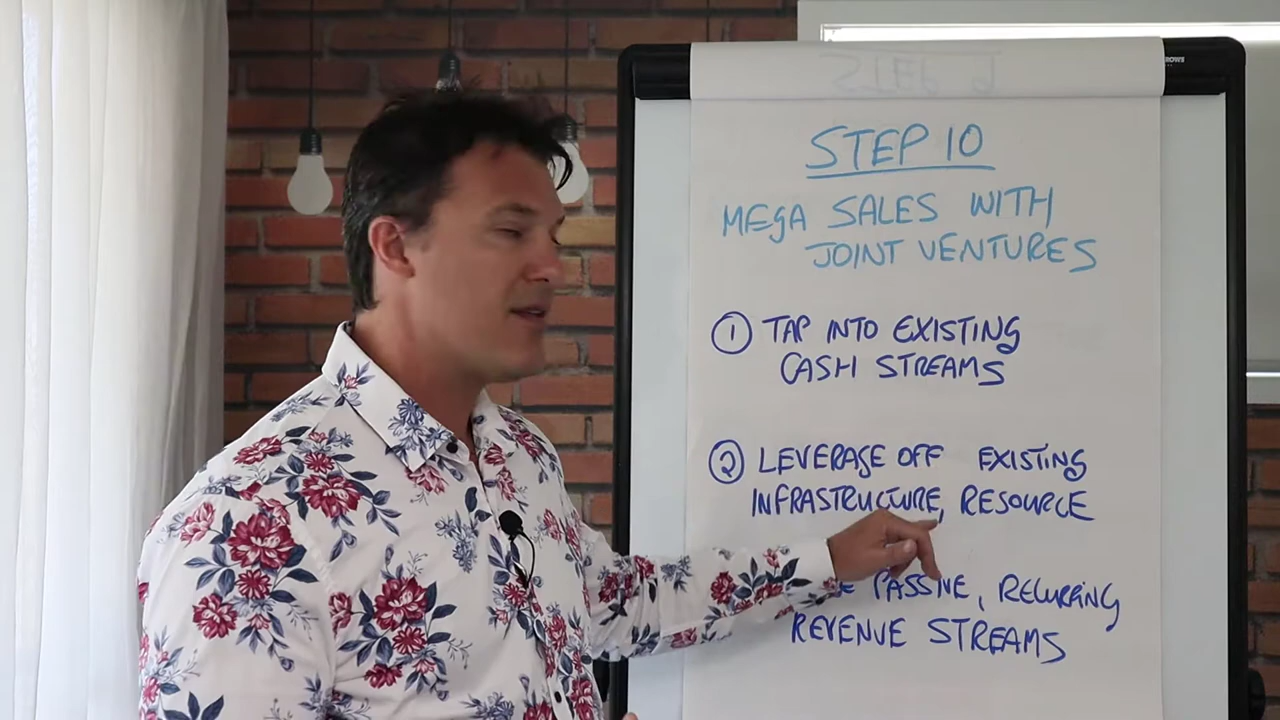 STEP 10
MEGA SALES WITH
JOINT VENTURES
1 TAP INTO EXISTING
CASH STREAMS
2 LEVERAGE OFF EXISTING
INFRASTRUCTURE, RESOURCE
PASSIVE, RECURRING
REVENUE STREAMS